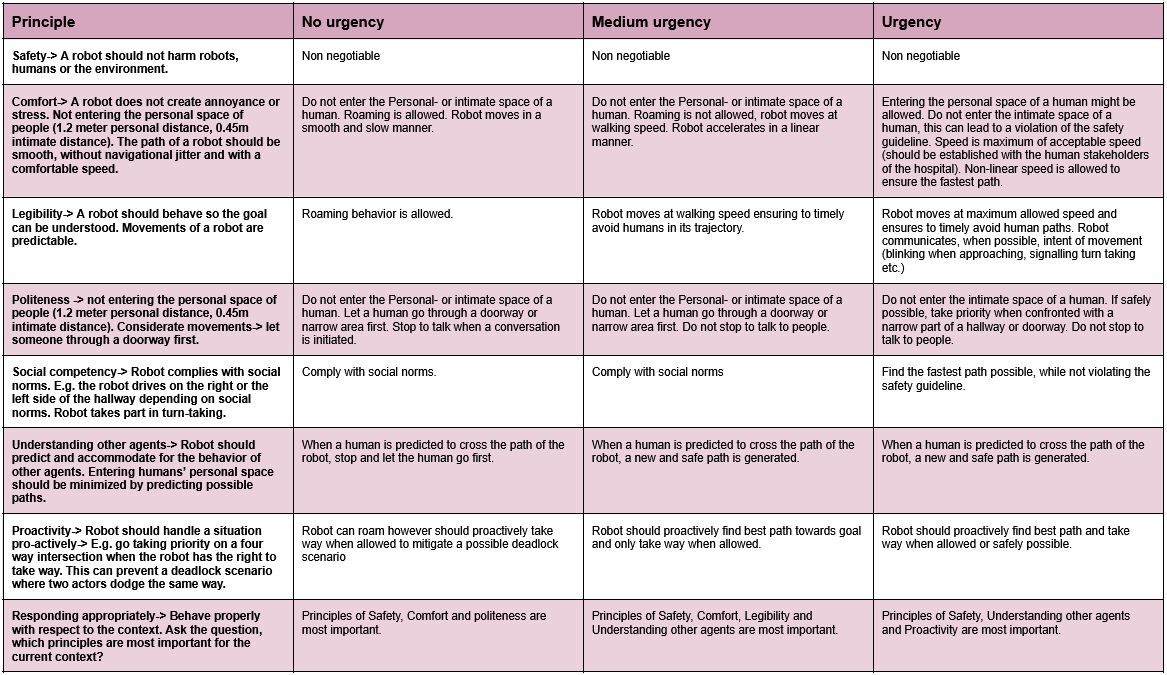 Principle
No urgency
Medium urgency
Urgency
Safety-> A robot should not harm robots,
humans or the environment.
Non negotiable
Non negotiable
Non negotiable
Comfort-> A robot does not create annoyance or
stress. Not entering the personal space of
people (1.2 meter personal distance, 0.45m
intimate distance). The path of a robot should be
smooth, without navigational jitter and with a
comfortable speed.
Do not enter the Personal- or intimate space of a
human. Roaming is allowed. Robot moves in a
smooth and slow manner.
Do not enter the Personal- or intimate space of a
human. Roaming is not allowed, robot moves at
walking speed. Robot accelerates in a linear
manner.
Entering the personal space of a human might be
allowed. Do not enter the intimate space of a
human, this can lead to a violation of the safety
guideline. Speed is maximum of acceptable speed
(should be established with the human stakeholders
of the hospital). Non-linear speed is allowed to
ensure the fastest path.
Legibility-> A robot should behave so the goal
can be understood. Movements of a robot are
predictable.
Roaming behavior is allowed.
Robot moves at walking speed ensuring to timely
avoid humans in its trajectory.
Robot moves at maximum allowed speed and
ensures to timely avoid human paths. Robot
communicates, when possible, intent of movement
(blinking when approaching, signalling turn taking
etc.)
Politeness -> not entering the personal space of
people (1.2 meter personal distance, 0.45m
intimate distance). Considerate movements-> let
someone through a doorway first.
Do not enter the Personal- or intimate space of a
human. Let a human go through a doorway or
narrow area first. Stop to talk when a conversation
is initiated.
Do not enter the Personal- or intimate space of a
human. Let a human go through a doorway or
narrow area first. Do not stop to talk to people.
Do not enter the intimate space of a human. If safely
possible, take priority when confronted with a
narrow part of a hallway or doorway. Do not stop to
talk to people.
Social competency-> Robot complies with social
norms. E.g. the robot drives on the right or the
left side of the hallway depending on social
norms. Robot takes part in turn-taking.
Comply with social norms.
Comply with social norms
Find the fastest path possible, while not violating the
safety guideline.
Understanding other agents-> Robot should
predict and accommodate for the behavior of
other agents. Entering humans' personal space
should be minimized by predicting possible
paths.
When a human is predicted to cross the path of the
robot, stop and let the human go first.
When a human is predicted to cross the path of the
robot, a new and safe path is generated.
When a human is predicted to cross the path of the
robot, a new and safe path is generated.
Proactivity-> Robot should handle a situation
pro-actively-> E.g. go taking priority on a four
way intersection when the robot has the right to
take way. This can prevent a deadlock scenario
where two actors dodge the same way.
Robot can roam however should proactively take
way when allowed to mitigate a possible deadlock
scenario
Robot should proactively find best path towards goal
and only take way when allowed.
Robot should proactively find best path and take
way when allowed or safely possible.
Responding appropriately-> Behave properly
with respect to the context. Ask the question,
which principles are most important for the
current context?
Principles of Safety, Comfort and politeness are
most important.
Principles of Safety, Comfort, Legibility and
Understanding other agents are most important.
Principles of Safety, Understanding other agents
and Proactivity are most important.